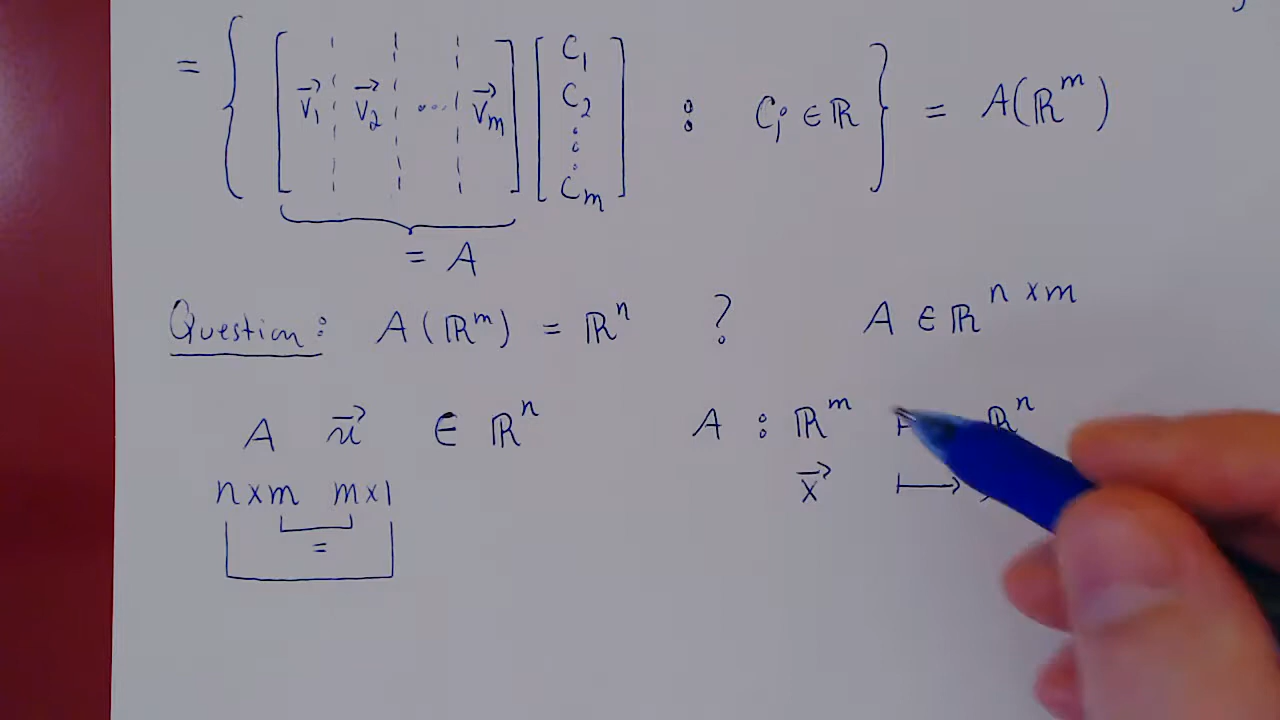 = { [ v⃗₁ ¦ v⃗₂ ¦ ... ¦ v⃗ₘ ] [ C₁ C₂ ⋮ Cₘ ] : Cᵢ ∈ ℝ } = A(ℝᵐ)
= A
Question: A(ℝᵐ) = ℝⁿ ? A ∈ ℝⁿˣᵐ
A u⃗ ∈ ℝⁿ A : ℝᵐ ℝⁿ
n×m m×1 x⃗ ↦
=